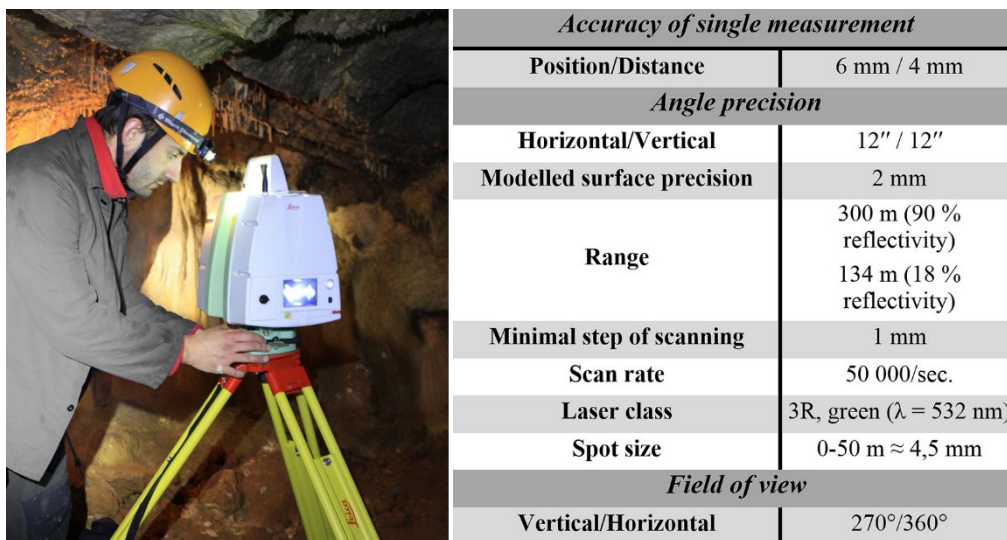 Leica
Leica
Accuracy of single measurement
Position/Distance 6 mm / 4 mm
Angle precision
Horizontal/Vertical 12″ / 12″
Modelled surface precision 2 mm
Range 300 m (90 %
reflectivity)
134 m (18 %
reflectivity)
Minimal step of scanning 1 mm
Scan rate 50 000/sec.
Laser class 3R, green (λ = 532 nm)
Spot size 0-50 m ≈ 4,5 mm
Field of view
Vertical/Horizontal 270°/360°